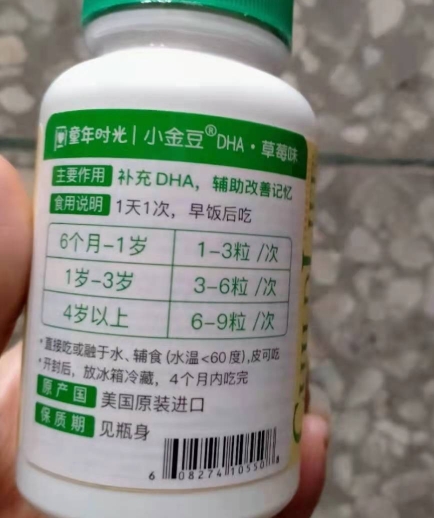 童年时光 | 小金豆®DHA·草莓味
主要作用 补充DHA，辅助改善记忆
食用说明 1天1次，早饭后吃
6个月-1岁 1-3粒/次
1岁-3岁 3-6粒/次
4岁以上 6-9粒/次
·直接吃或融于水、辅食(水温<60度),皮可吃
·开封后，放冰箱冷藏，4个月内吃完
原产国 美国原装进口
保质期 见瓶身
6 08274 10550 8